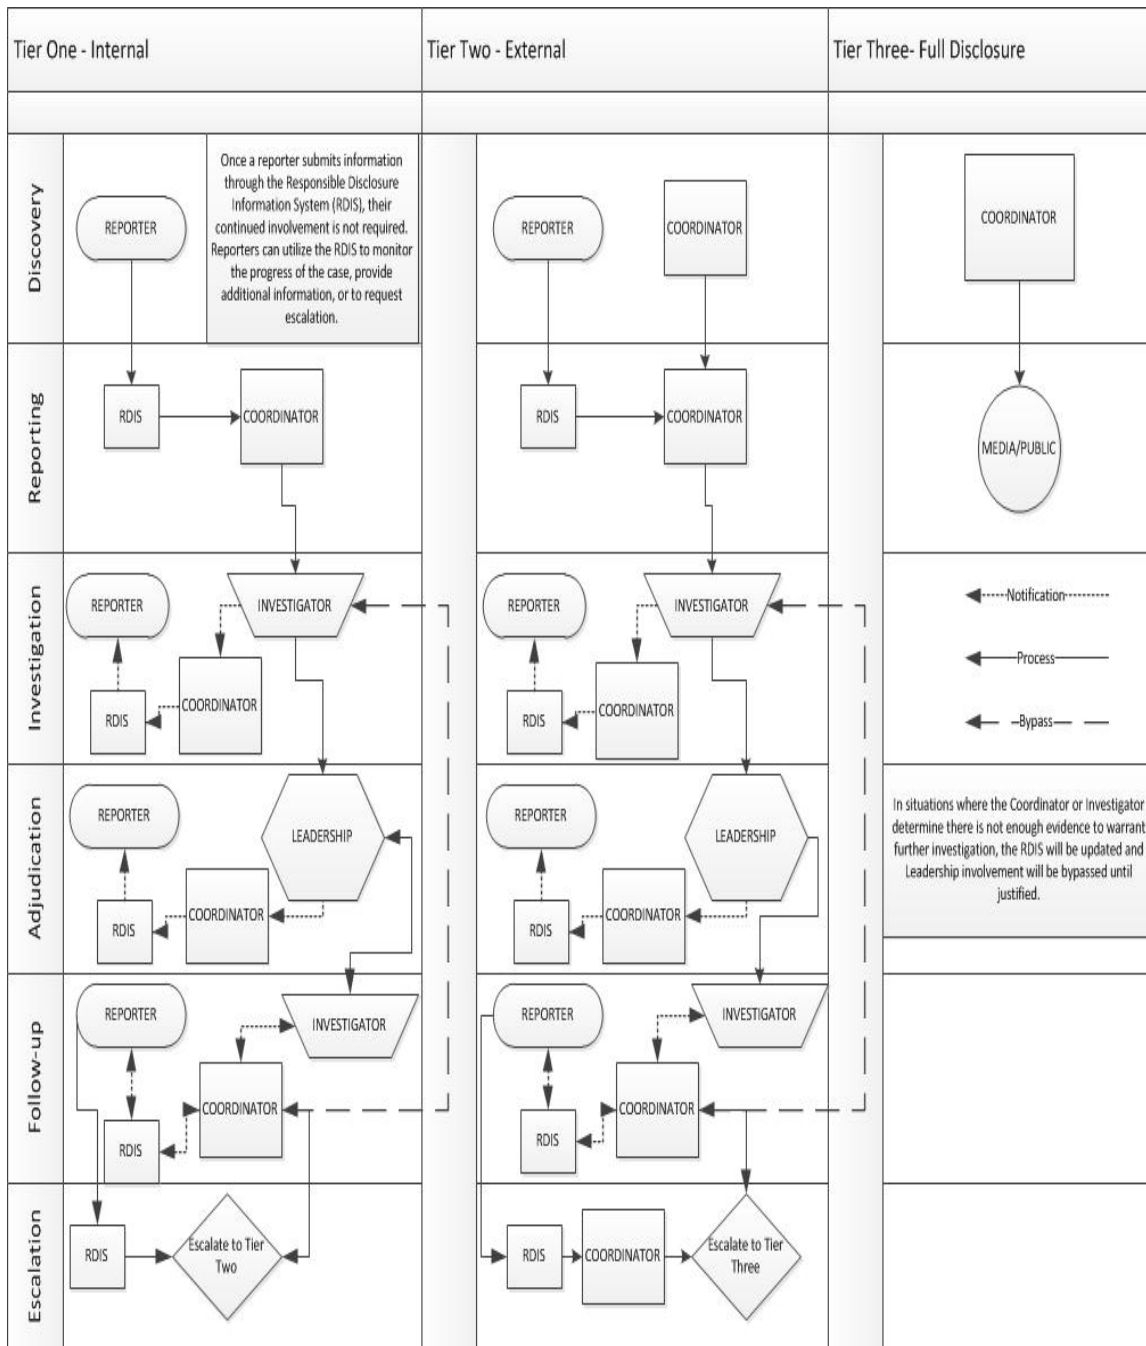 Tier One - Internal
Tier Two - External
Tier Three- Full Disclosure
Discovery
REPORTER
Once a reporter submits information
through the Responsible Disclosure
Information System (RDIS), their
continued involvement is not required.
Reporters can utilize the RDIS to monitor
the progress of the case, provide
additional information, or to request
escalation.
REPORTER
COORDINATOR
COORDINATOR
Reporting
RDIS
COORDINATOR
RDIS
COORDINATOR
MEDIA/PUBLIC
Investigation
REPORTER
INVESTIGATOR
COORDINATOR
RDIS
REPORTER
INVESTIGATOR
COORDINATOR
RDIS
Notification
Process
Bypass
Adjudication
REPORTER
LEADERSHIP
COORDINATOR
RDIS
REPORTER
LEADERSHIP
COORDINATOR
RDIS
In situations where the Coordinator or Investigator
determine there is not enough evidence to warrant
further investigation, the RDIS will be updated and
Leadership involvement will be bypassed until
justified.
Follow-up
REPORTER
INVESTIGATOR
COORDINATOR
RDIS
REPORTER
INVESTIGATOR
COORDINATOR
RDIS
Escalation
RDIS
Escalate to Tier
Two
RDIS
COORDINATOR
Escalate to Tier
Three